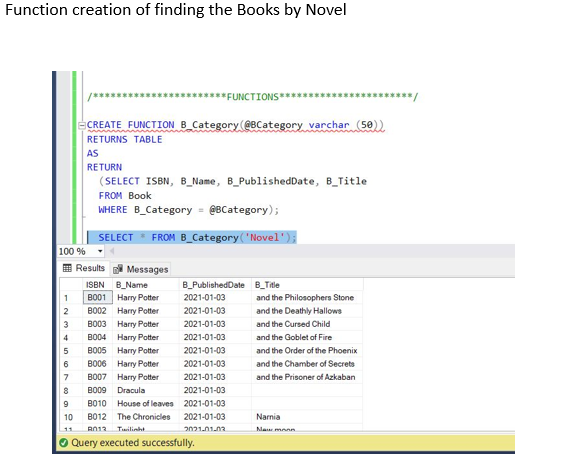 Function creation of finding the Books by Novel
/***********************FUNCTIONS***********************/
CREATE FUNCTION B_Category(@BCategory varchar (50))
RETURNS TABLE
AS
RETURN
(SELECT ISBN, B_Name, B_PublishedDate, B_Title
FROM Book
WHERE B_Category = @BCategory);
SELECT * FROM B_Category('Novel');
100 %
Results Messages
ISBN B_Name B_PublishedDate B_Title
1 B001 Harry Potter 2021-01-03 and the Philosophers Stone
2 B002 Harry Potter 2021-01-03 and the Deathly Hallows
3 B003 Harry Potter 2021-01-03 and the Cursed Child
4 B004 Harry Potter 2021-01-03 and the Goblet of Fire
5 B005 Harry Potter 2021-01-03 and the Order of the Phoenix
6 B006 Harry Potter 2021-01-03 and the Chamber of Secrets
7 B007 Harry Potter 2021-01-03 and the Prisoner of Azkaban
8 B009 Dracula 2021-01-03
9 B010 House of leaves 2021-01-03
10 B012 The Chronicles 2021-01-03 Narnia
11 B013 Twilight 2021-01-03 New moon
Query executed successfully.